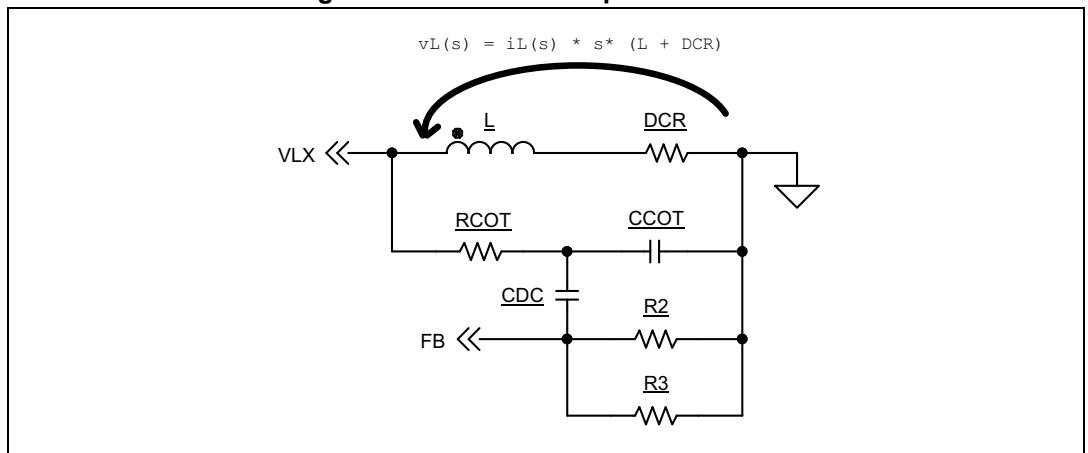 vL(s) = iL(s) * s* (L + DCR)
L
DCR
VLX
RCOT
CCOT
CDC
R2
FB
R3